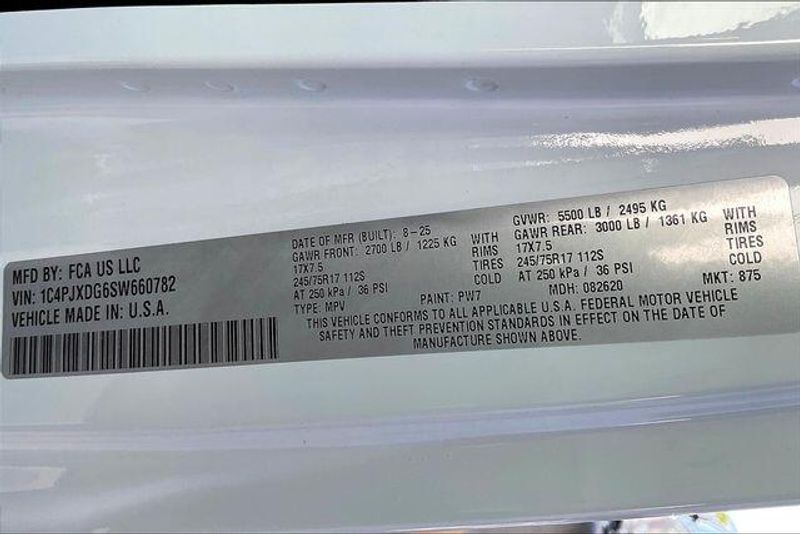 MFD BY: FCA US LLC
VIN: 1C4PJXDG6SW660782
VEHICLE MADE IN: U.S.A.
DATE OF MFR (BUILT): 8-25
GAWR FRONT: 2700 LB / 1225 KG WITH
17X7.5 RIMS
245/75R17 112S TIRES
AT 250 kPa / 36 PSI COLD
GVWR: 5500 LB / 2495 KG
GAWR REAR: 3000 LB / 1361 KG WITH
17X7.5 RIMS
245/75R17 112S TIRES
AT 250 kPa / 36 PSI COLD
TYPE: MPV PAINT: PW7 MDH: 082620 MKT: 875
THIS VEHICLE CONFORMS TO ALL APPLICABLE U.S.A. FEDERAL MOTOR VEHICLE
SAFETY AND THEFT PREVENTION STANDARDS IN EFFECT ON THE DATE OF
MANUFACTURE SHOWN ABOVE.